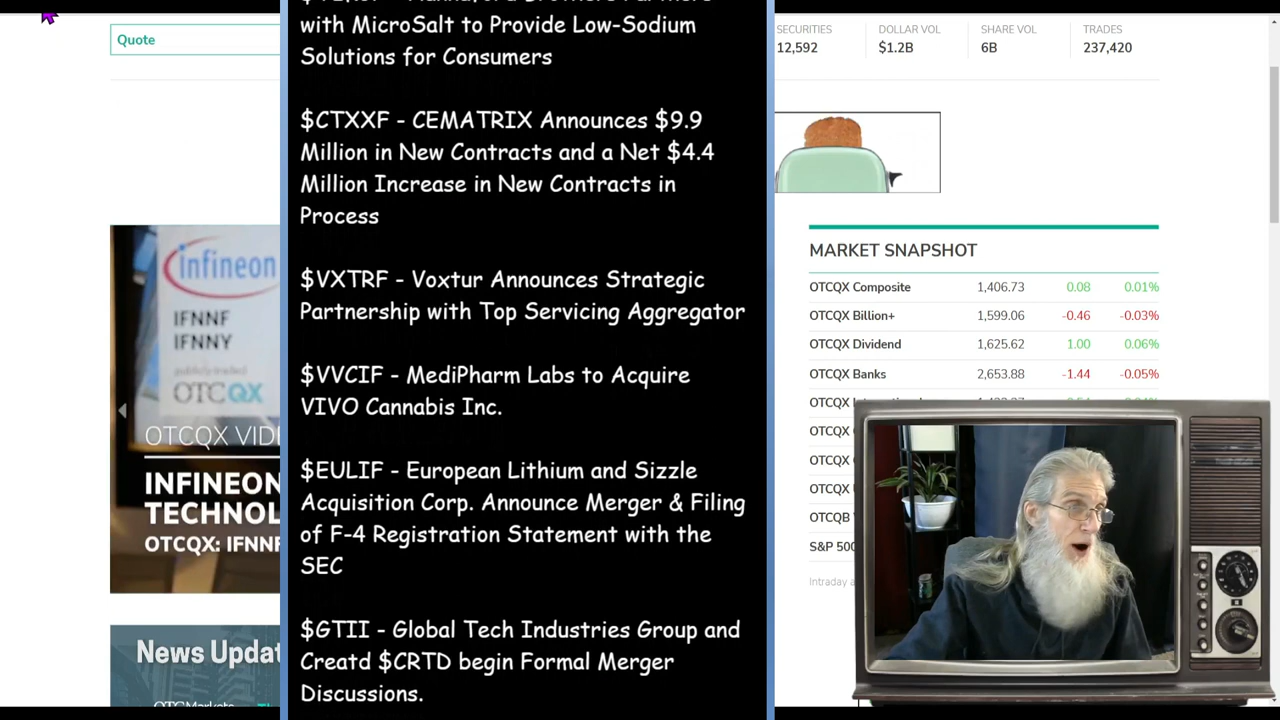 Quote
SECURITIES
12,592
DOLLAR VOL
$1.2B
SHARE VOL
6B
TRADES
237,420
with MicroSalt to Provide Low-Sodium
Solutions for Consumers
$CTXXF - CEMATRIX Announces $9.9
Million in New Contracts and a Net $4.4
Million Increase in New Contracts in
Process
$VXTRF - Voxtur Announces Strategic
Partnership with Top Servicing Aggregator
$VVCIF - MediPharm Labs to Acquire
VIVO Cannabis Inc.
$EULIF - European Lithium and Sizzle
Acquisition Corp. Announce Merger & Filing
of F-4 Registration Statement with the
SEC
$GTII - Global Tech Industries Group and
Creatd $CRTD begin Formal Merger
Discussions.
infineon
IFNNF
IFNNY
publicly traded
OTCQX
OTCQX VID
INFINEON
TECHNOL
OTCQX: IFNNF
News Updat
OTCMarkets
MARKET SNAPSHOT
OTCQX Composite 1,406.73 0.08 0.01%
OTCQX Billion+ 1,599.06 -0.46 -0.03%
OTCQX Dividend 1,625.62 1.00 0.06%
OTCQX Banks 2,653.88 -1.44 -0.05%
OTCQX
OTCQX
OTCQX
OTCQX
OTCQB
S&P 500
Intraday